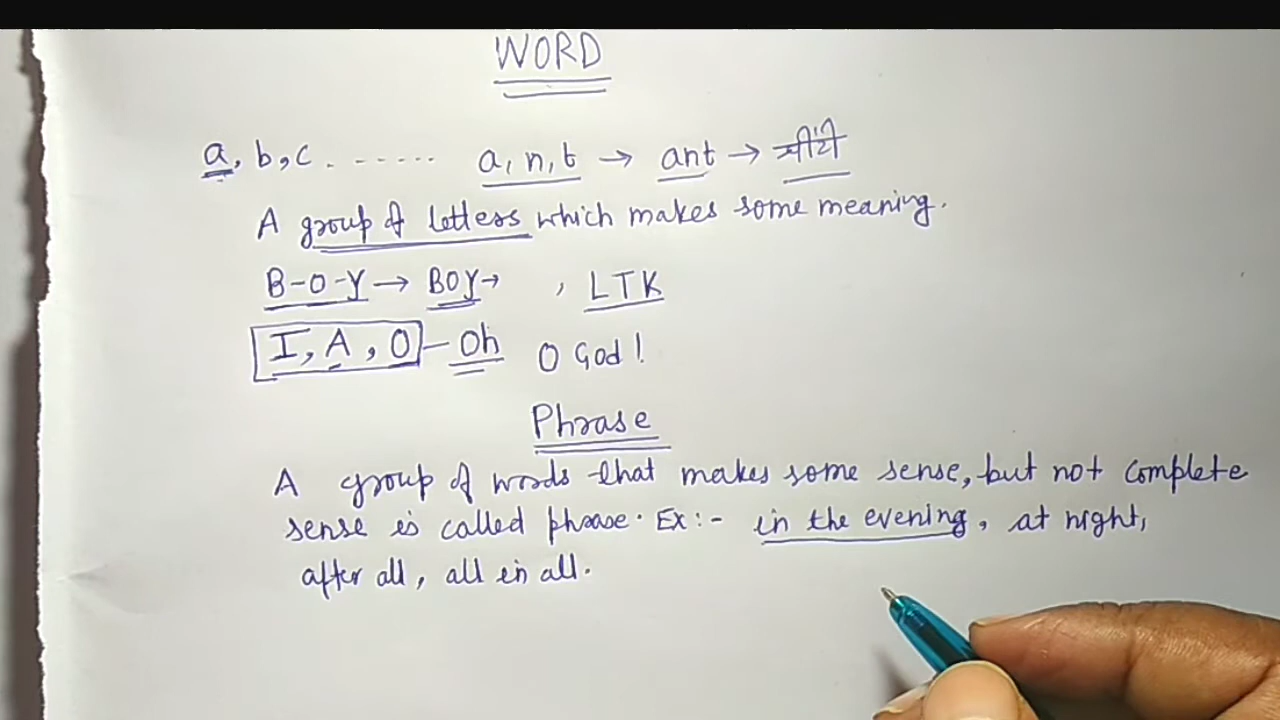 WORD
a, b, c. ------ a, n, t → ant → चींटी
A group of letters which makes some meaning.
B-O-Y → BOY → , LTK
I, A, O - Oh O God!
Phrase
A group of words that makes some sense, but not complete
sense is called phrase. Ex:- in the evening, at night,
after all, all in all.